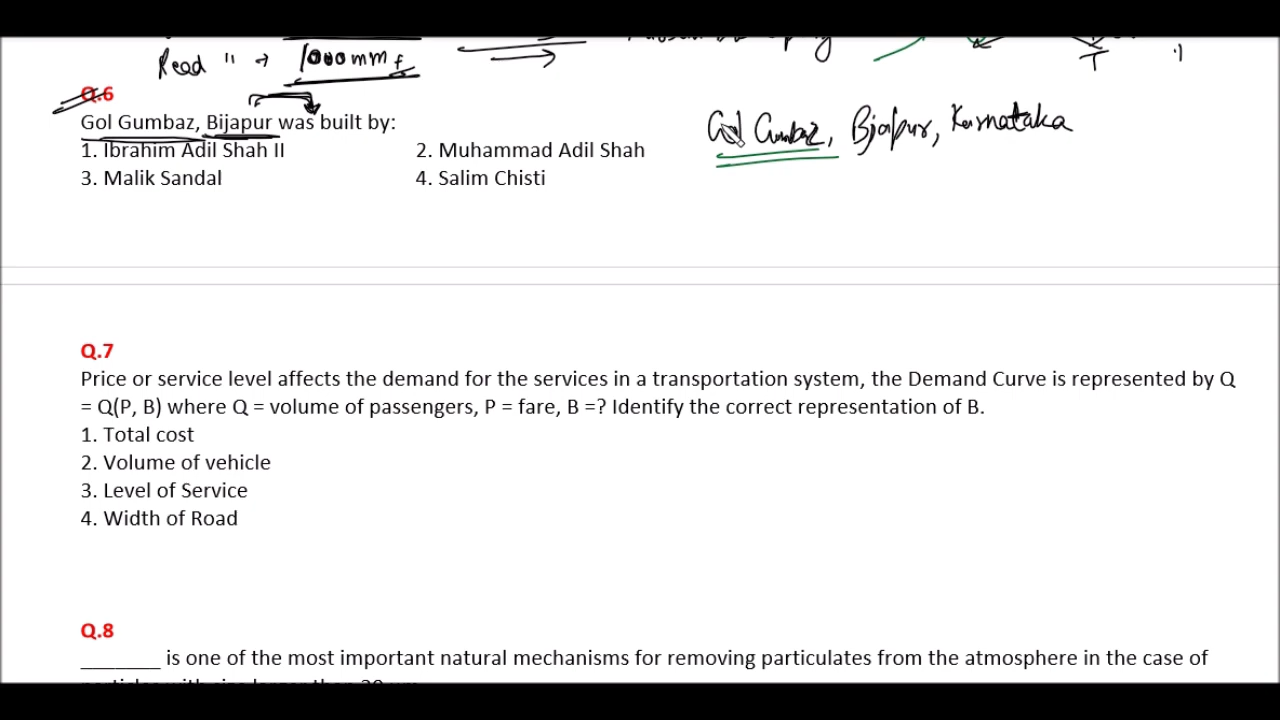 Read " → 1000mm
Q.6
Gol Gumbaz, Bijapur was built by:
Gol Gumbaz, Bijapur, Karnataka
1. Ibrahim Adil Shah II 2. Muhammad Adil Shah
3. Malik Sandal 4. Salim Chisti
Q.7
Price or service level affects the demand for the services in a transportation system, the Demand Curve is represented by Q
= Q(P, B) where Q = volume of passengers, P = fare, B =? Identify the correct representation of B.
1. Total cost
2. Volume of vehicle
3. Level of Service
4. Width of Road
Q.8
_______ is one of the most important natural mechanisms for removing particulates from the atmosphere in the case of